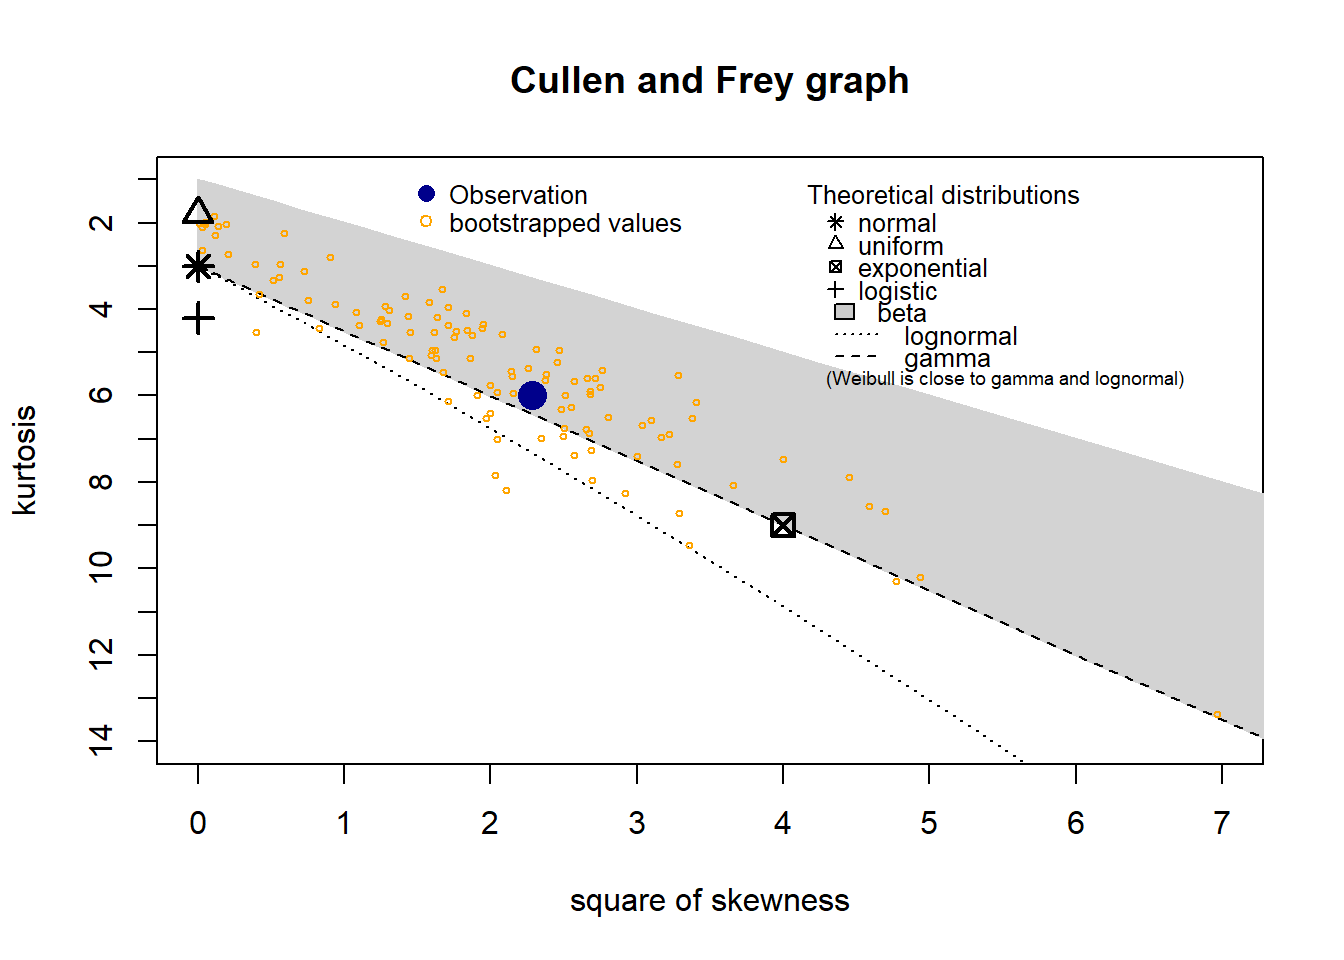 Cullen and Frey graph
Observation
bootstrapped values
Theoretical distributions
normal
uniform
exponential
logistic
beta
lognormal
gamma
(Weibull is close to gamma and lognormal)
kurtosis
2
4
6
8
10
12
14
0 1 2 3 4 5 6 7
square of skewness